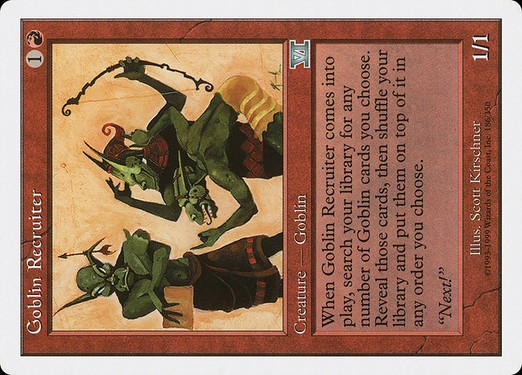 Goblin Recruiter 1
Creature — Goblin
When Goblin Recruiter comes into
play, search your library for any
number of Goblin cards you choose.
Reveal those cards, then shuffle your
library and put them on top of it in
any order you choose.
“Next!”
Illus. Scott Kirschner
1/1